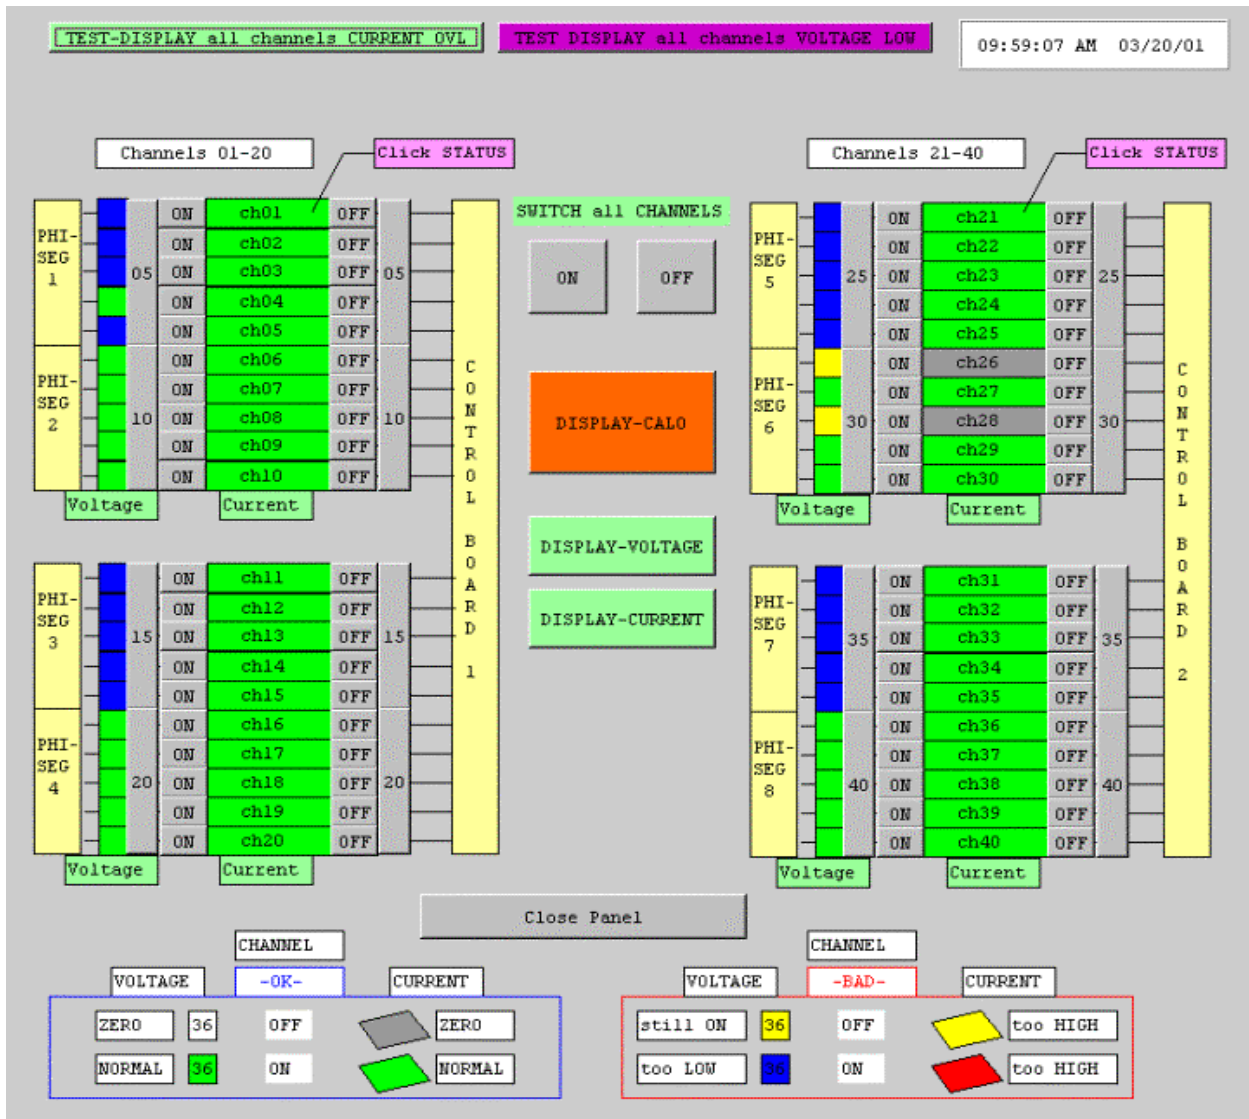 TEST-DISPLAY all channels CURRENT OVL
TEST DISPLAY all channels VOLTAGE LOW
09:59:07 AM 03/20/01
Channels 01-20
Click STATUS
Channels 21-40
Click STATUS
PHI-
SEG
1
05
ON ch01 OFF
ON ch02 OFF
ON ch03 OFF
ON ch04 OFF
ON ch05 OFF
05
PHI-
SEG
2
10
ON ch06 OFF
ON ch07 OFF
ON ch08 OFF
ON ch09 OFF
ON ch10 OFF
10
Voltage
Current
PHI-
SEG
3
15
ON ch11 OFF
ON ch12 OFF
ON ch13 OFF
ON ch14 OFF
ON ch15 OFF
15
PHI-
SEG
4
20
ON ch16 OFF
ON ch17 OFF
ON ch18 OFF
ON ch19 OFF
ON ch20 OFF
20
Voltage
Current
CONTROL BOARD 1
SWITCH all CHANNELS
ON
OFF
DISPLAY-CALO
DISPLAY-VOLTAGE
DISPLAY-CURRENT
PHI-
SEG
5
25
ON ch21 OFF
ON ch22 OFF
ON ch23 OFF
ON ch24 OFF
ON ch25 OFF
25
PHI-
SEG
6
30
ON ch26 OFF
ON ch27 OFF
ON ch28 OFF
ON ch29 OFF
ON ch30 OFF
30
Voltage
Current
PHI-
SEG
7
35
ON ch31 OFF
ON ch32 OFF
ON ch33 OFF
ON ch34 OFF
ON ch35 OFF
35
PHI-
SEG
8
40
ON ch36 OFF
ON ch37 OFF
ON ch38 OFF
ON ch39 OFF
ON ch40 OFF
40
Voltage
Current
CONTROL BOARD 2
Close Panel
CHANNEL
VOLTAGE -OK- CURRENT
ZERO 36 OFF ZERO
NORMAL 36 ON NORMAL
CHANNEL
VOLTAGE -BAD- CURRENT
still ON 36 OFF too HIGH
too LOW 36 ON too HIGH